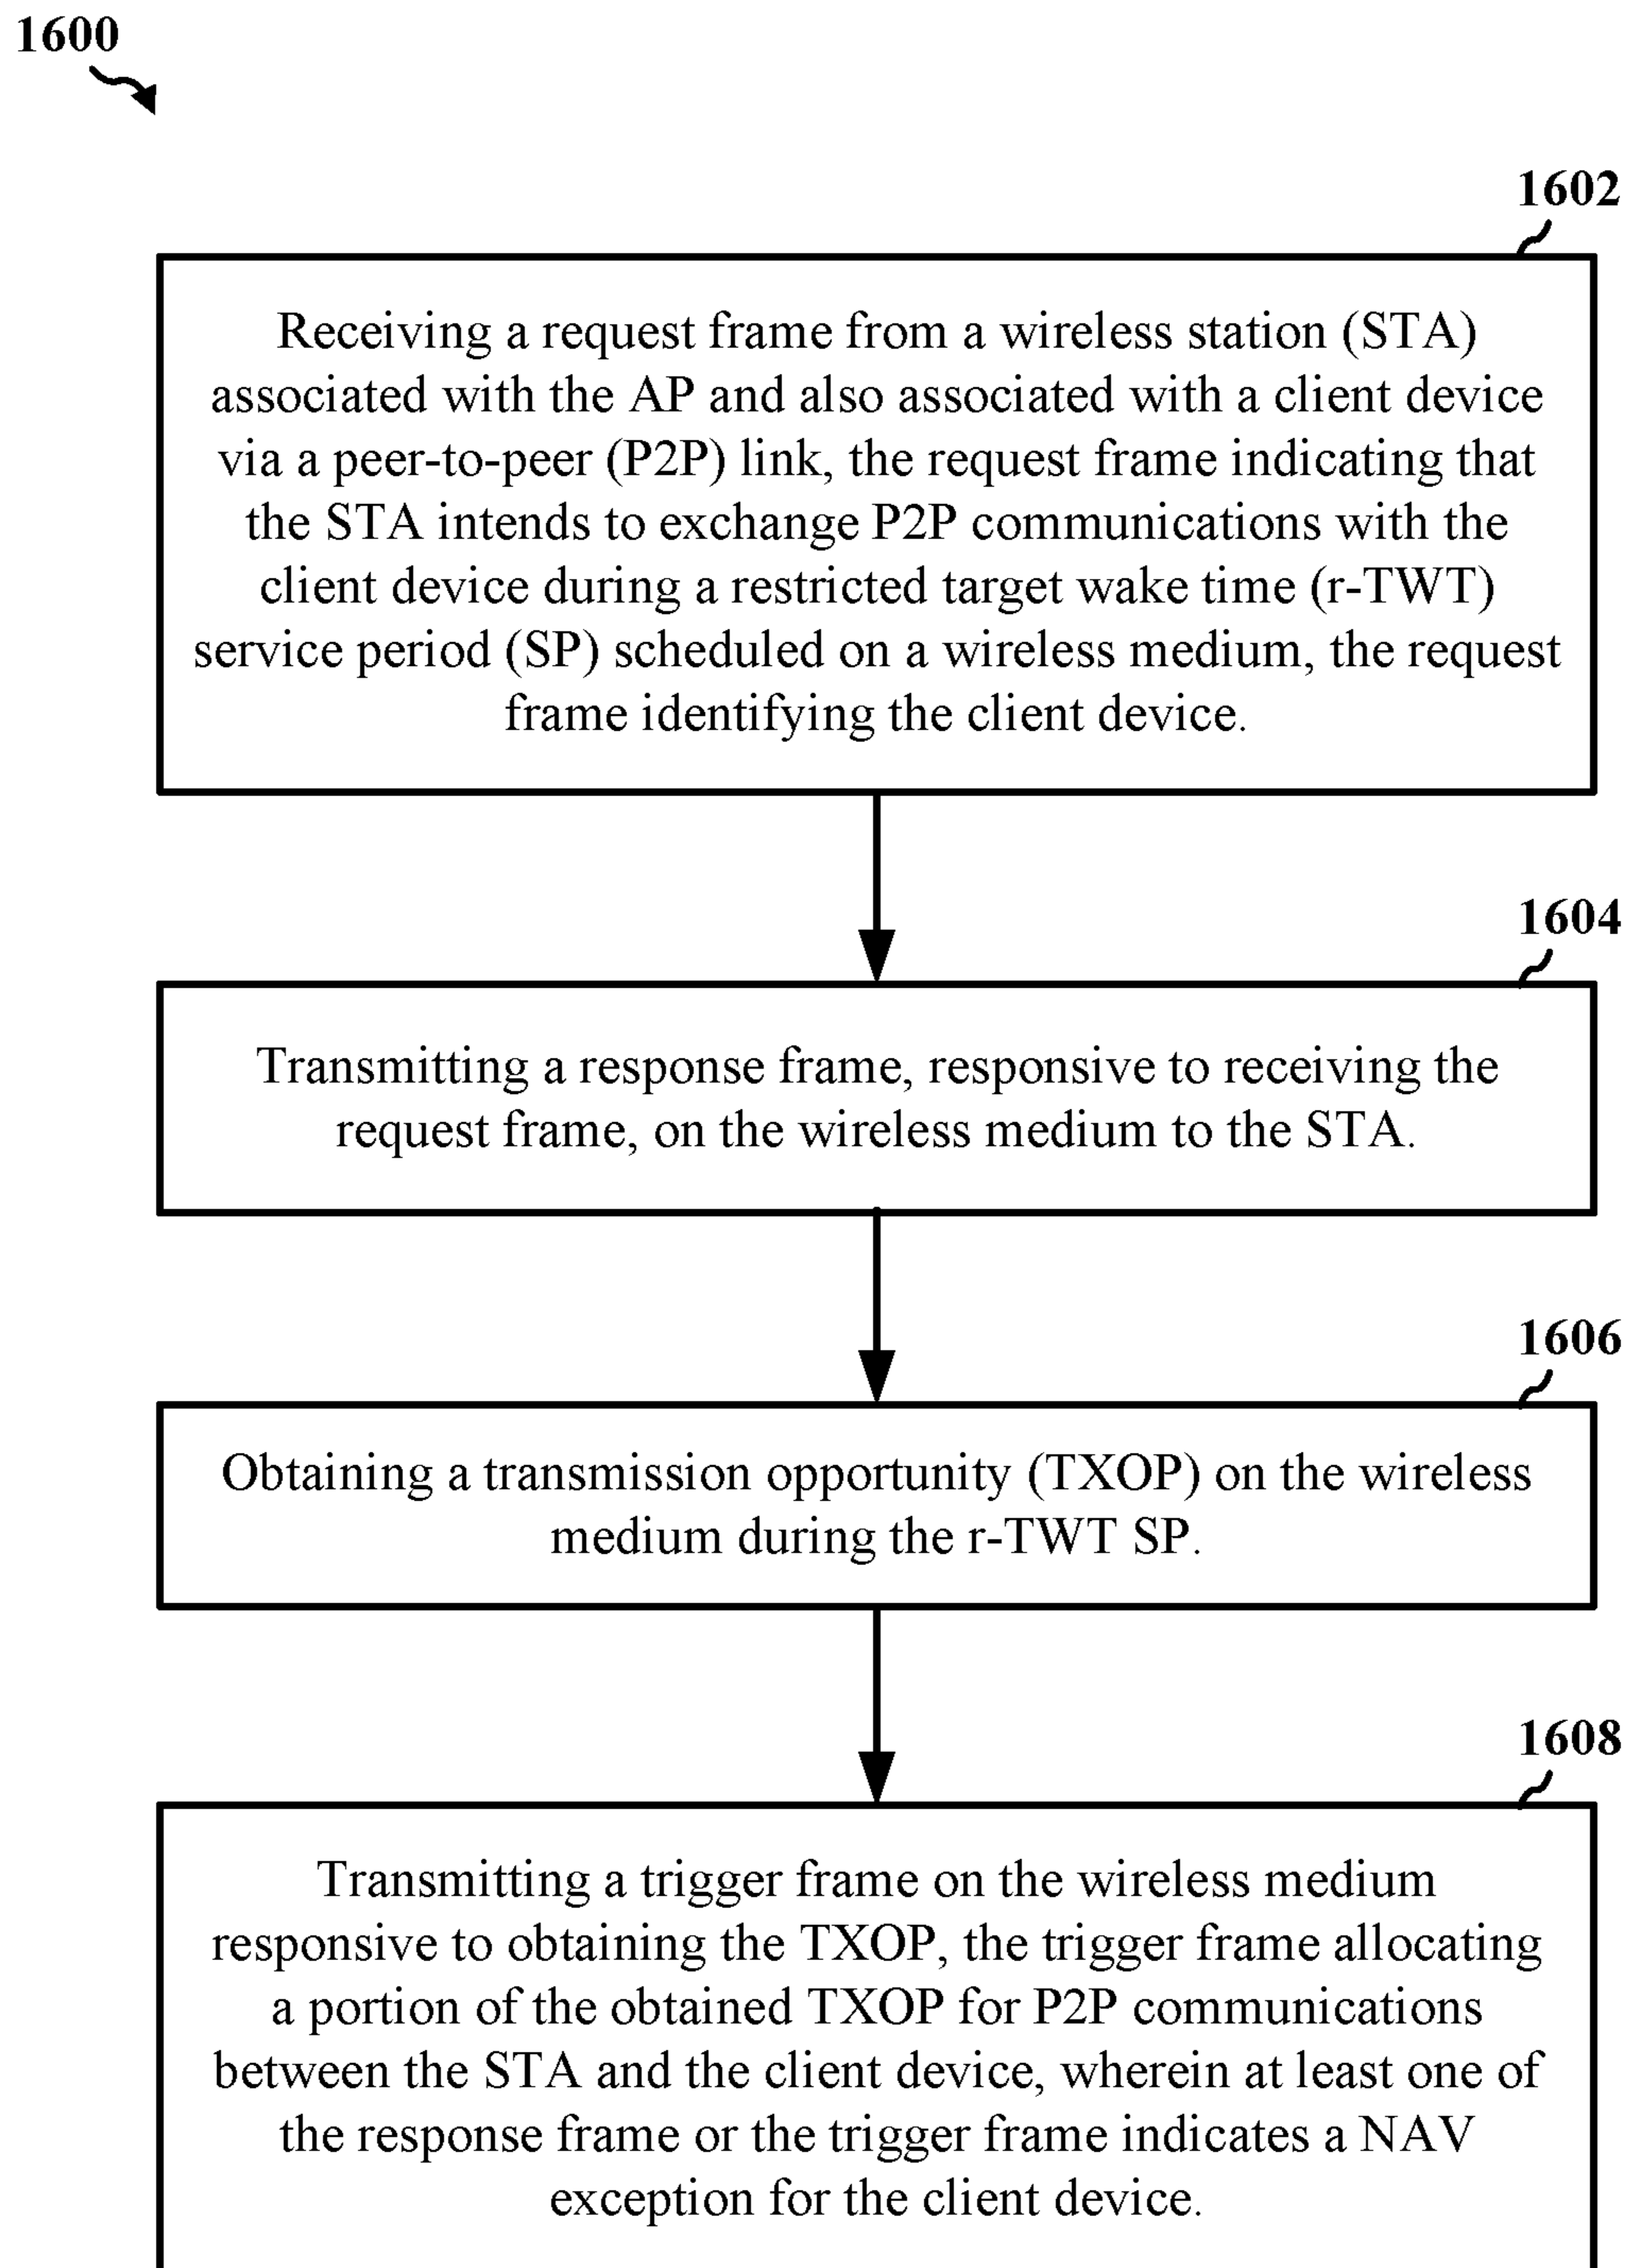 1600
1602
Receiving a request frame from a wireless station (STA)
associated with the AP and also associated with a client device
via a peer-to-peer (P2P) link, the request frame indicating that
the STA intends to exchange P2P communications with the
client device during a restricted target wake time (r-TWT)
service period (SP) scheduled on a wireless medium, the request
frame identifying the client device.
1604
Transmitting a response frame, responsive to receiving the
request frame, on the wireless medium to the STA.
1606
Obtaining a transmission opportunity (TXOP) on the wireless
medium during the r-TWT SP.
1608
Transmitting a trigger frame on the wireless medium
responsive to obtaining the TXOP, the trigger frame allocating
a portion of the obtained TXOP for P2P communications
between the STA and the client device, wherein at least one of
the response frame or the trigger frame indicates a NAV
exception for the client device.